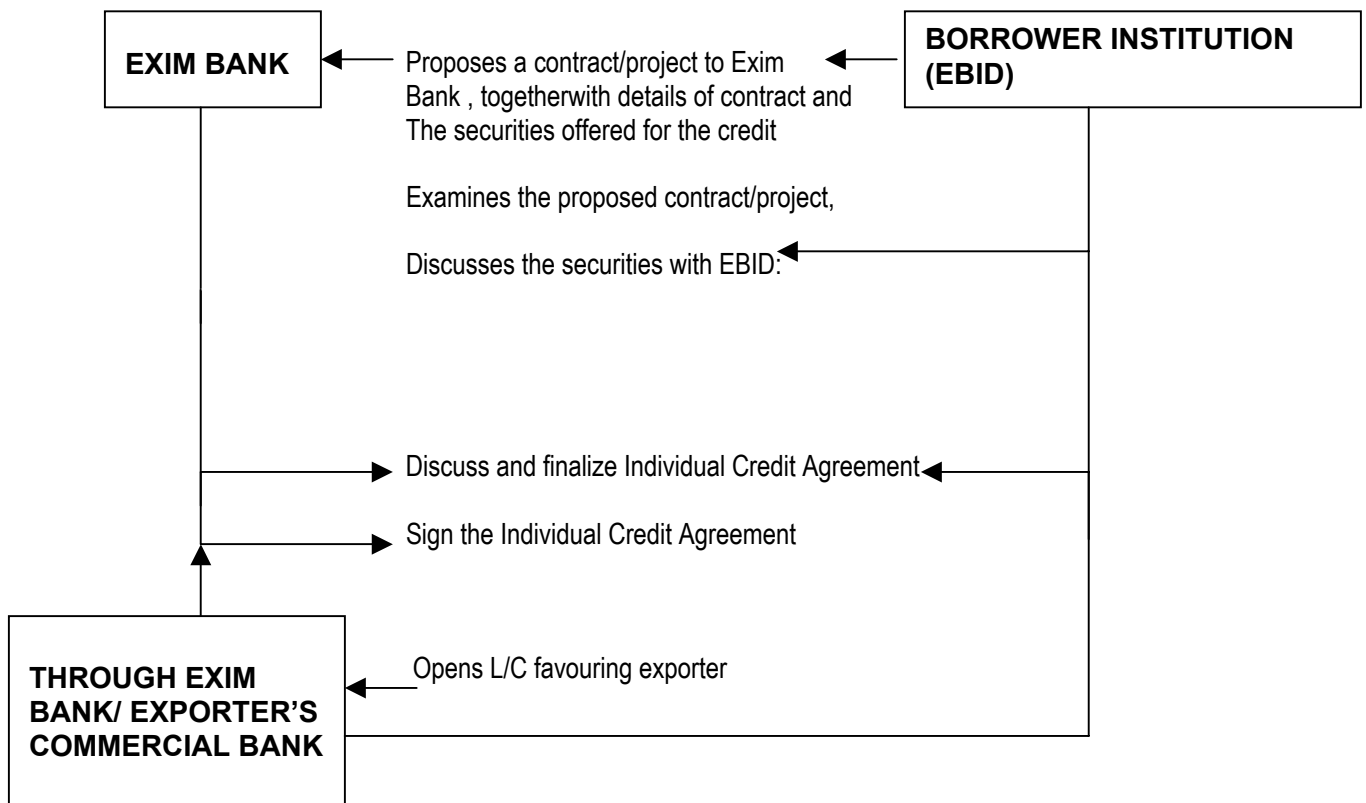 EXIM BANK
Proposes a contract/project to Exim
Bank , togetherwith details of contract and
The securities offered for the credit
BORROWER INSTITUTION
(EBID)
Examines the proposed contract/project,
Discusses the securities with EBID:
Discuss and finalize Individual Credit Agreement
Sign the Individual Credit Agreement
THROUGH EXIM
BANK/ EXPORTER’S
COMMERCIAL BANK
Opens L/C favouring exporter